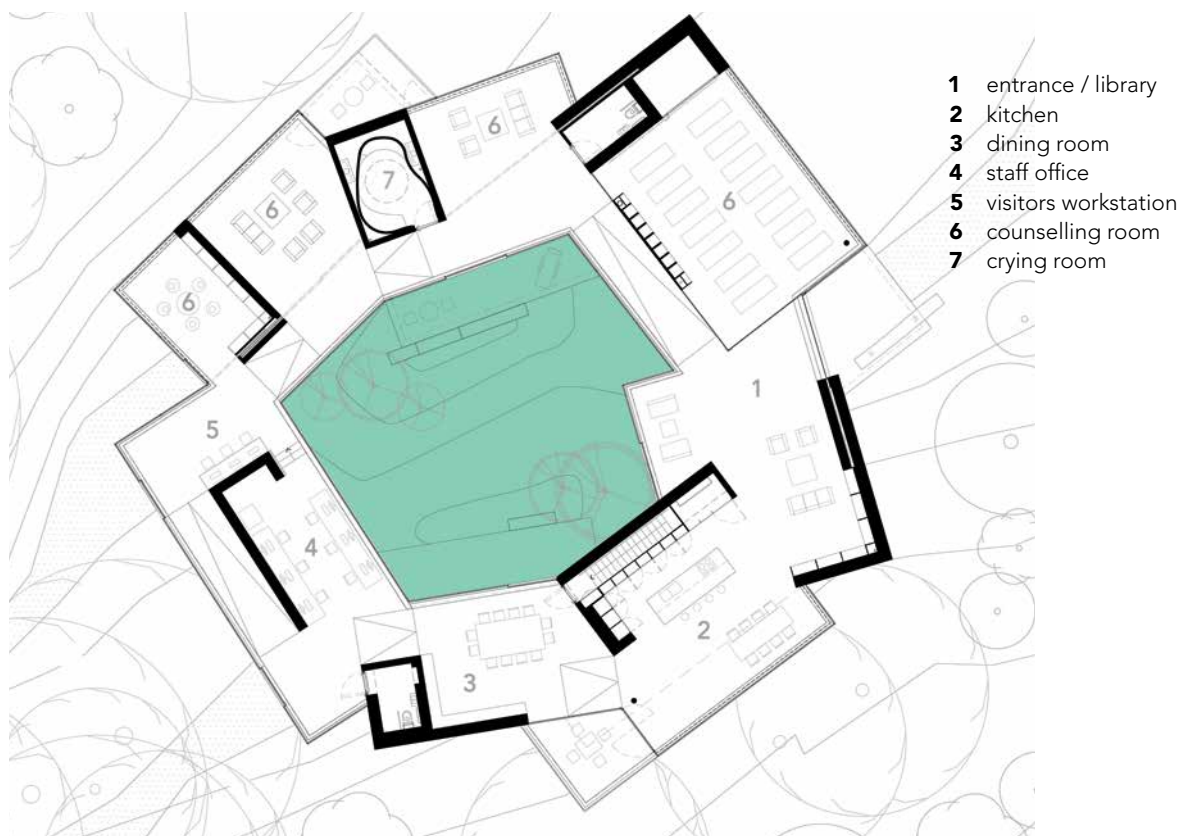 1 entrance / library
2 kitchen
3 dining room
4 staff office
5 visitors workstation
6 counselling room
7 crying room
6
7
6
6
6
1
5
4
2
3